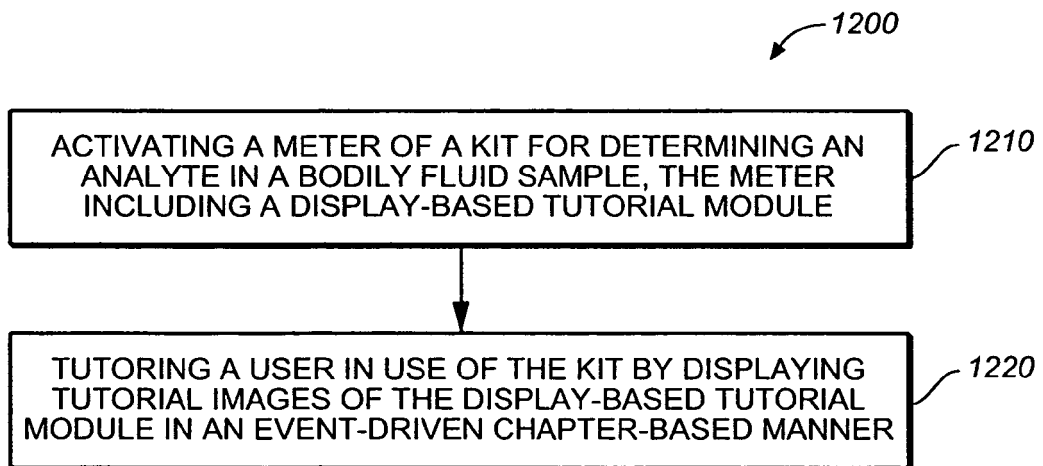 1200
ACTIVATING A METER OF A KIT FOR DETERMINING AN
ANALYTE IN A BODILY FLUID SAMPLE, THE METER
INCLUDING A DISPLAY-BASED TUTORIAL MODULE
1210
TUTORING A USER IN USE OF THE KIT BY DISPLAYING
TUTORIAL IMAGES OF THE DISPLAY-BASED TUTORIAL
MODULE IN AN EVENT-DRIVEN CHAPTER-BASED MANNER
1220